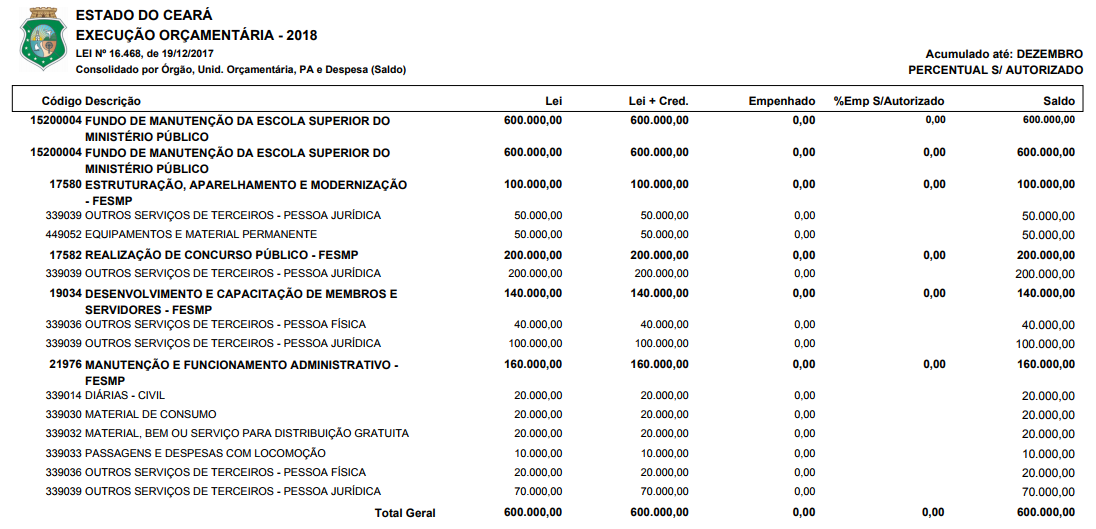 ESTADO DO CEARÁ
EXECUÇÃO ORÇAMENTÁRIA - 2018
LEI Nº 16.468, de 19/12/2017
Consolidado por Órgão, Unid. Orçamentária, PA e Despesa (Saldo)
Acumulado até: DEZEMBRO
PERCENTUAL S/ AUTORIZADO
Código Descrição Lei Lei + Cred. Empenhado %Emp S/Autorizado Saldo
15200004 FUNDO DE MANUTENÇÃO DA ESCOLA SUPERIOR DO 600.000,00 600.000,00 0,00 0,00 600.000,00
MINISTÉRIO PÚBLICO
15200004 FUNDO DE MANUTENÇÃO DA ESCOLA SUPERIOR DO 600.000,00 600.000,00 0,00 0,00 600.000,00
MINISTÉRIO PÚBLICO
17580 ESTRUTURAÇÃO, APARELHAMENTO E MODERNIZAÇÃO 100.000,00 100.000,00 0,00 0,00 100.000,00
- FESMP
339039 OUTROS SERVIÇOS DE TERCEIROS - PESSOA JURÍDICA 50.000,00 50.000,00 0,00 50.000,00
449052 EQUIPAMENTOS E MATERIAL PERMANENTE 50.000,00 50.000,00 0,00 50.000,00
17582 REALIZAÇÃO DE CONCURSO PÚBLICO - FESMP 200.000,00 200.000,00 0,00 0,00 200.000,00
339039 OUTROS SERVIÇOS DE TERCEIROS - PESSOA JURÍDICA 200.000,00 200.000,00 0,00 200.000,00
19034 DESENVOLVIMENTO E CAPACITAÇÃO DE MEMBROS E 140.000,00 140.000,00 0,00 0,00 140.000,00
SERVIDORES - FESMP
339036 OUTROS SERVIÇOS DE TERCEIROS - PESSOA FÍSICA 40.000,00 40.000,00 0,00 40.000,00
339039 OUTROS SERVIÇOS DE TERCEIROS - PESSOA JURÍDICA 100.000,00 100.000,00 0,00 100.000,00
21976 MANUTENÇÃO E FUNCIONAMENTO ADMINISTRATIVO - 160.000,00 160.000,00 0,00 0,00 160.000,00
FESMP
339014 DIÁRIAS - CIVIL 20.000,00 20.000,00 0,00 20.000,00
339030 MATERIAL DE CONSUMO 20.000,00 20.000,00 0,00 20.000,00
339032 MATERIAL, BEM OU SERVIÇO PARA DISTRIBUIÇÃO GRATUITA 20.000,00 20.000,00 0,00 20.000,00
339033 PASSAGENS E DESPESAS COM LOCOMOÇÃO 10.000,00 10.000,00 0,00 10.000,00
339036 OUTROS SERVIÇOS DE TERCEIROS - PESSOA FÍSICA 20.000,00 20.000,00 0,00 20.000,00
339039 OUTROS SERVIÇOS DE TERCEIROS - PESSOA JURÍDICA 70.000,00 70.000,00 0,00 70.000,00
Total Geral 600.000,00 600.000,00 0,00 0,00 600.000,00